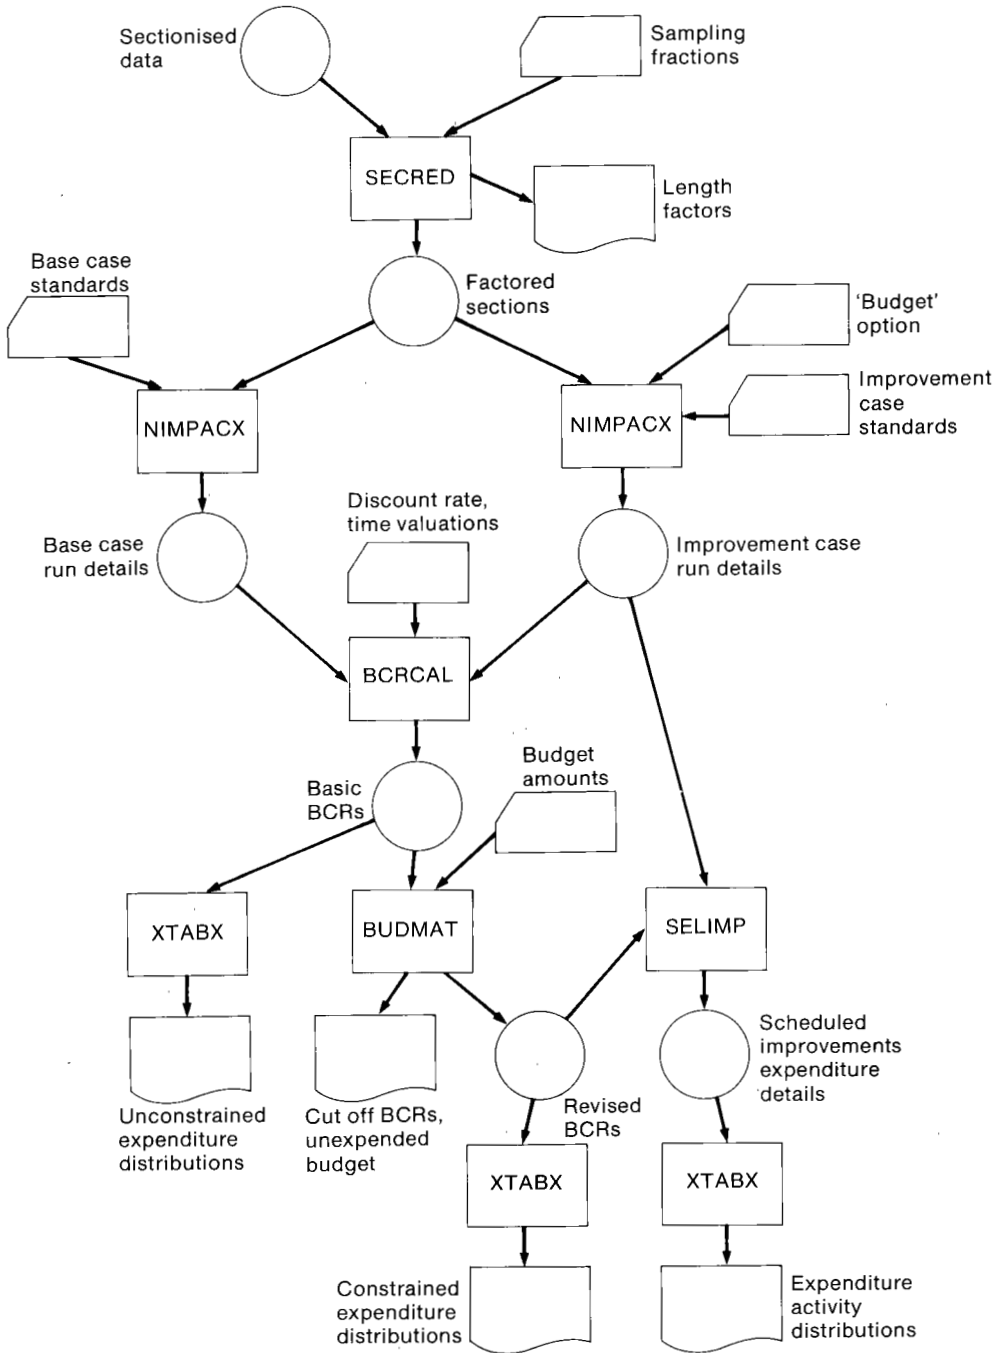 Sectionised
data
Sampling
fractions
SECRED
Length
factors
Base case
standards
Factored
sections
'Budget'
option
Improvement
case
standards
NIMPACX
NIMPACX
Discount rate,
time valuations
Base case
run details
Improvement case
run details
BCRCAL
Budget
amounts
Basic
BCRs
XTABX
BUDMAT
SELIMP
Scheduled
improvements
expenditure
details
Unconstrained
expenditure
distributions
Cut off BCRs,
unexpended
budget
Revised
BCRs
XTABX
XTABX
Constrained
expenditure
distributions
Expenditure
activity
distributions